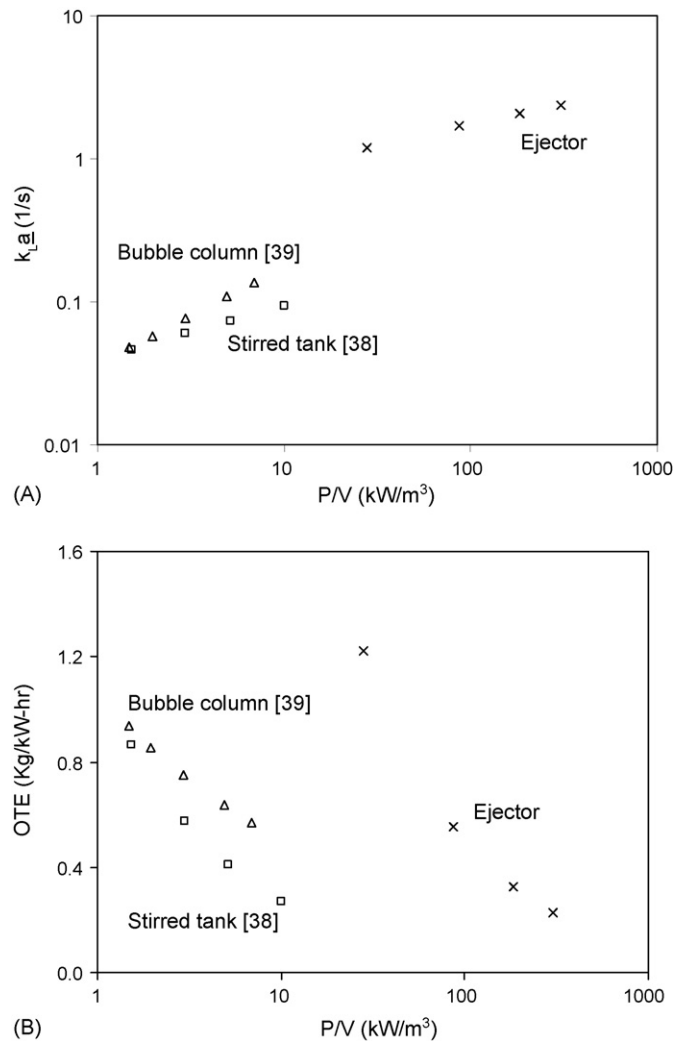 10
1
0.1
0.01
k_L a (1/s)
Ejector
Bubble column [39]
Stirred tank [38]
1 10 100 1000
(A) P/V (kW/m³)
1.6
1.2
0.8
0.4
0.0
OTE (Kg/kW-hr)
Bubble column [39]
Ejector
Stirred tank [38]
1 10 100 1000
(B) P/V (kW/m³)